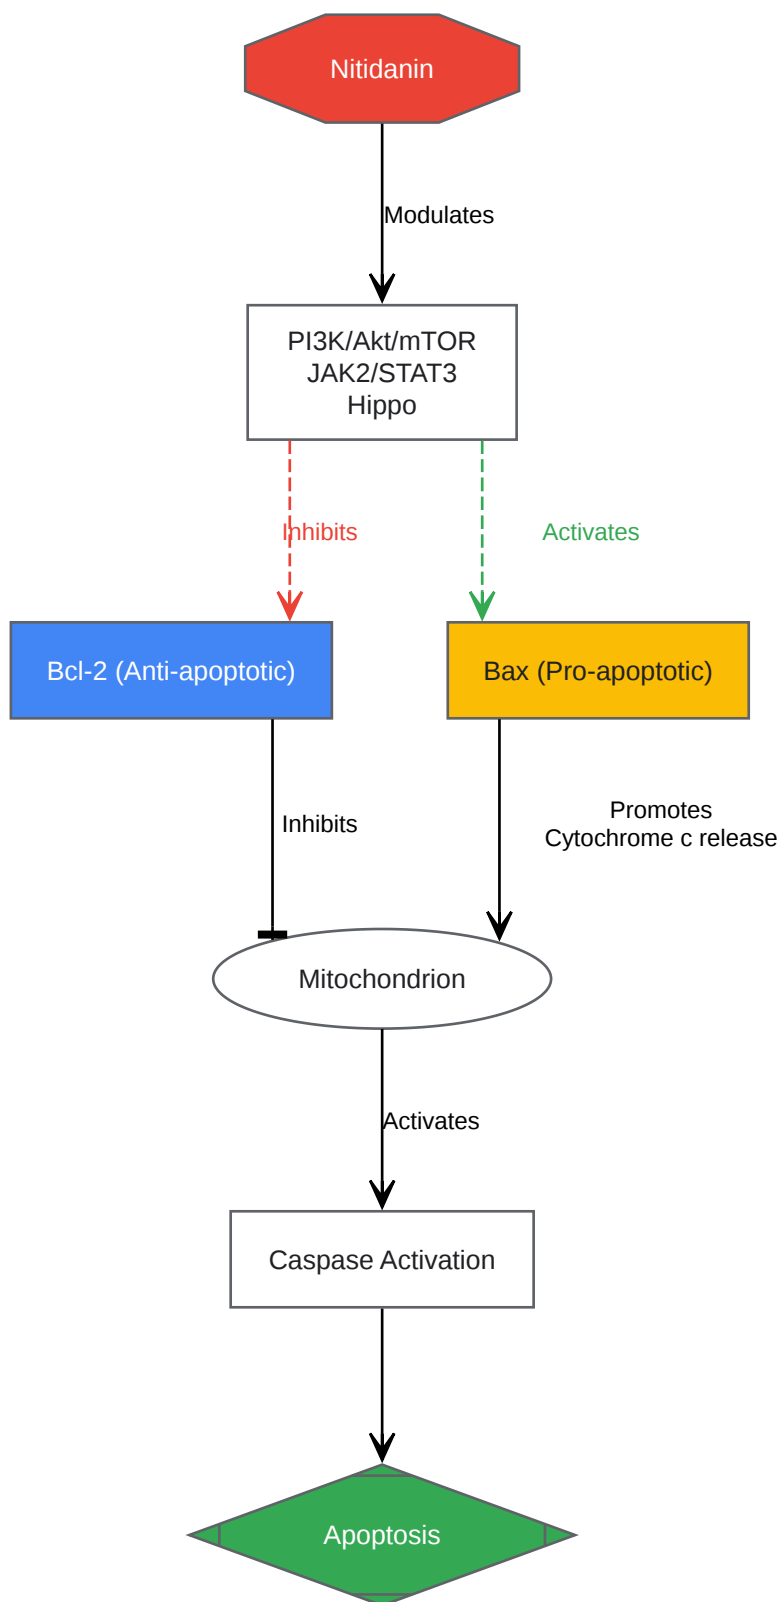 Nitidanin
Modulates
PI3K/Akt/mTOR
JAK2/STAT3
Hippo
Inhibits
Activates
Bcl-2 (Anti-apoptotic)
Bax (Pro-apoptotic)
Inhibits
Promotes
Cytochrome c release
Mitochondrion
Activates
Caspase Activation
Apoptosis